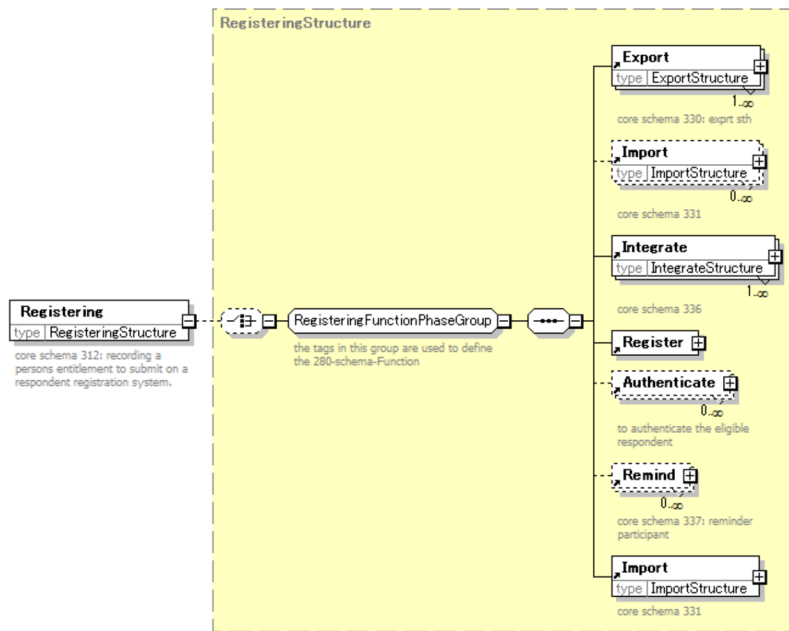 RegisteringStructure
Export
type ExportStructure
1..∞
core schema 330: exprt sth
Import
type ImportStructure
0..∞
core schema 331
Integrate
type IntegrateStructure
1..∞
core schema 336
Registering
type RegisteringStructure
core schema 312: recording a
persons entitlement to submit on a
respondent registration system.
RegisteringFunctionPhaseGroup
the tags in this group are used to define
the 280-schema-Function
Register
Authenticate
0..∞
to authenticate the eligible
respondent
Remind
0..∞
core schema 337: reminder
participant
Import
type ImportStructure
core schema 331